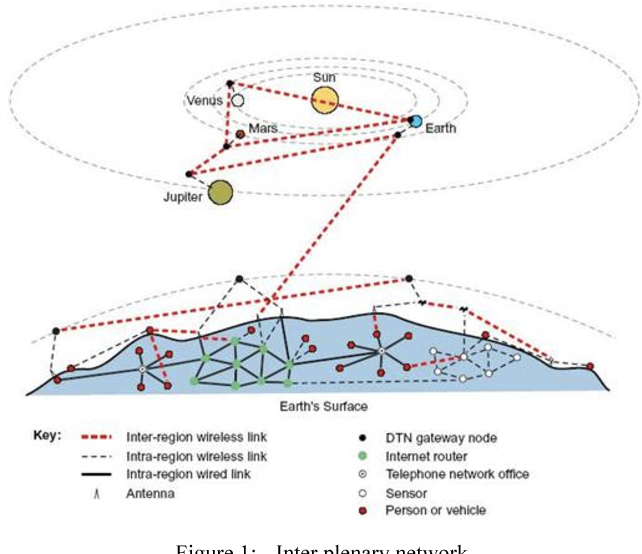 Sun
Venus
Mars
Earth
Jupiter
Earth's Surface
Key:
Inter-region wireless link
Intra-region wireless link
Intra-region wired link
Antenna
DTN gateway node
Internet router
Telephone network office
Sensor
Person or vehicle
Figure 1: Inter plenary network